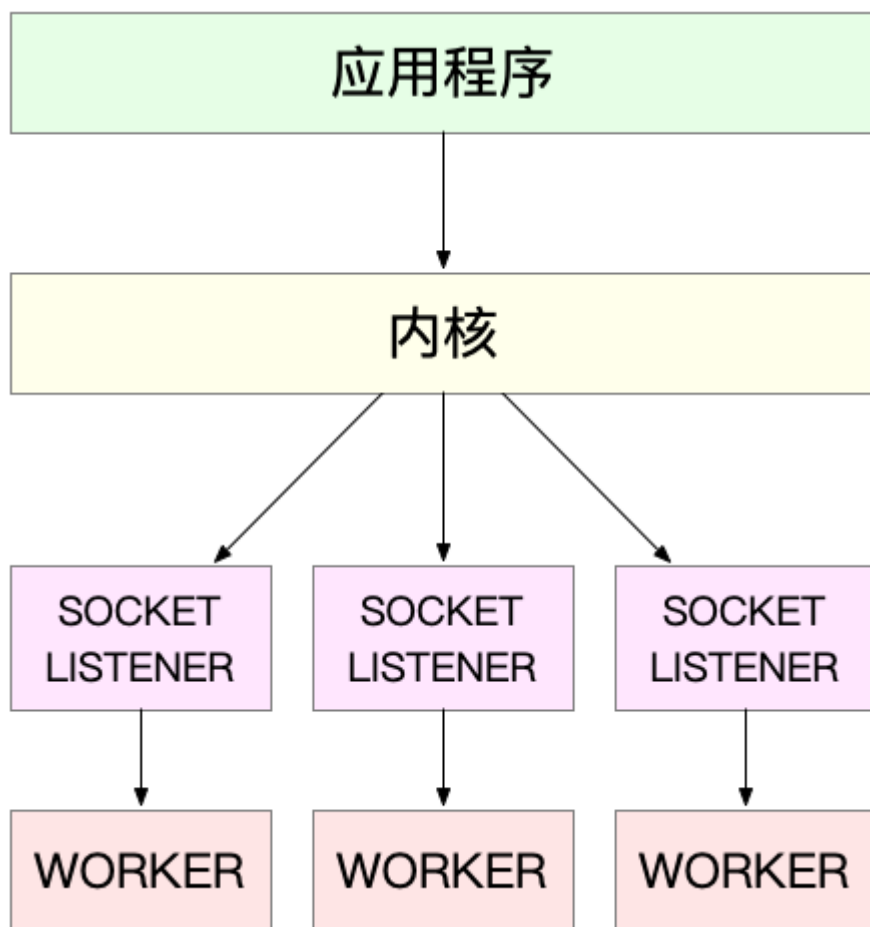 应用程序
内核
SOCKET
LISTENER
SOCKET
LISTENER
SOCKET
LISTENER
WORKER
WORKER
WORKER